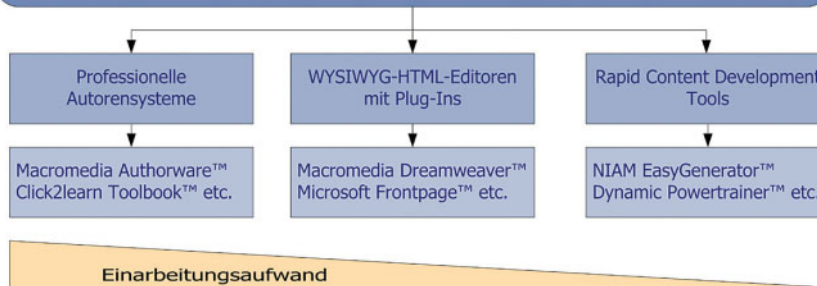 Professionelle
Autorensysteme
WYSIWYG-HTML-Editoren
mit Plug-Ins
Rapid Content Development
Tools
Macromedia Authorware™
Click2learn Toolbook™ etc.
Macromedia Dreamweaver™
Microsoft Frontpage™ etc.
NIAM EasyGenerator™
Dynamic Powertrainer™ etc.
Einarbeitungsaufwand